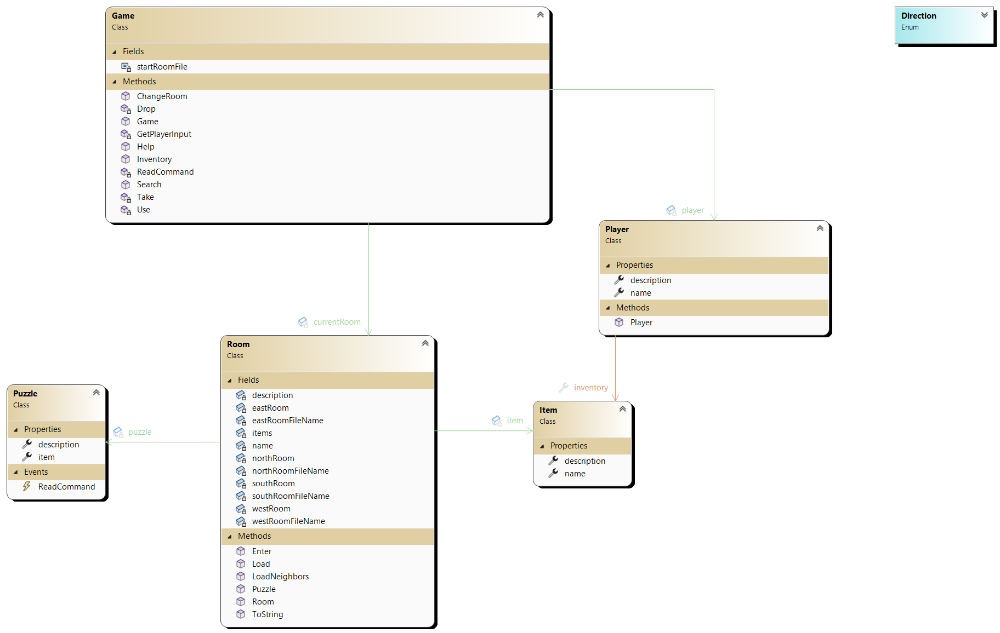 Game
Class
Fields
startRoomFile
Methods
ChangeRoom
Drop
Game
GetPlayerInput
Help
Inventory
ReadCommand
Search
Take
Use
Direction
Enum
player
Player
Class
Properties
description
name
Methods
Player
currentRoom
Room
Class
Fields
description
eastRoom
eastRoomFileName
items
name
northRoom
northRoomFileName
southRoom
southRoomFileName
westRoom
westRoomFileName
Methods
Enter
Load
LoadNeighbors
Puzzle
Room
ToString
puzzle
Puzzle
Class
Properties
description
item
Events
ReadCommand
item
inventory
Item
Class
Properties
description
name